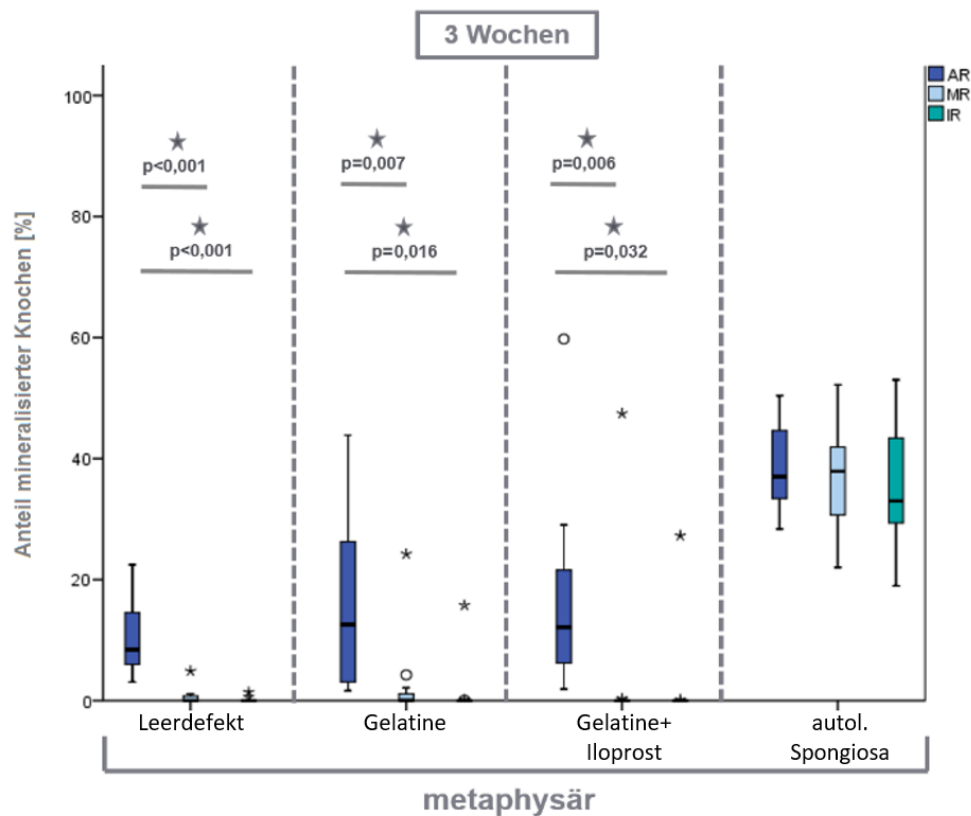 3 Wochen
AR
MR
IR
Anteil mineralisierter Knochen [%]
100
80
60
40
20
0
p<0,001
p<0,001
p=0,007
p=0,016
p=0,006
p=0,032
Leerdefekt
Gelatine
Gelatine+
Iloprost
autol.
Spongiosa
metaphysär